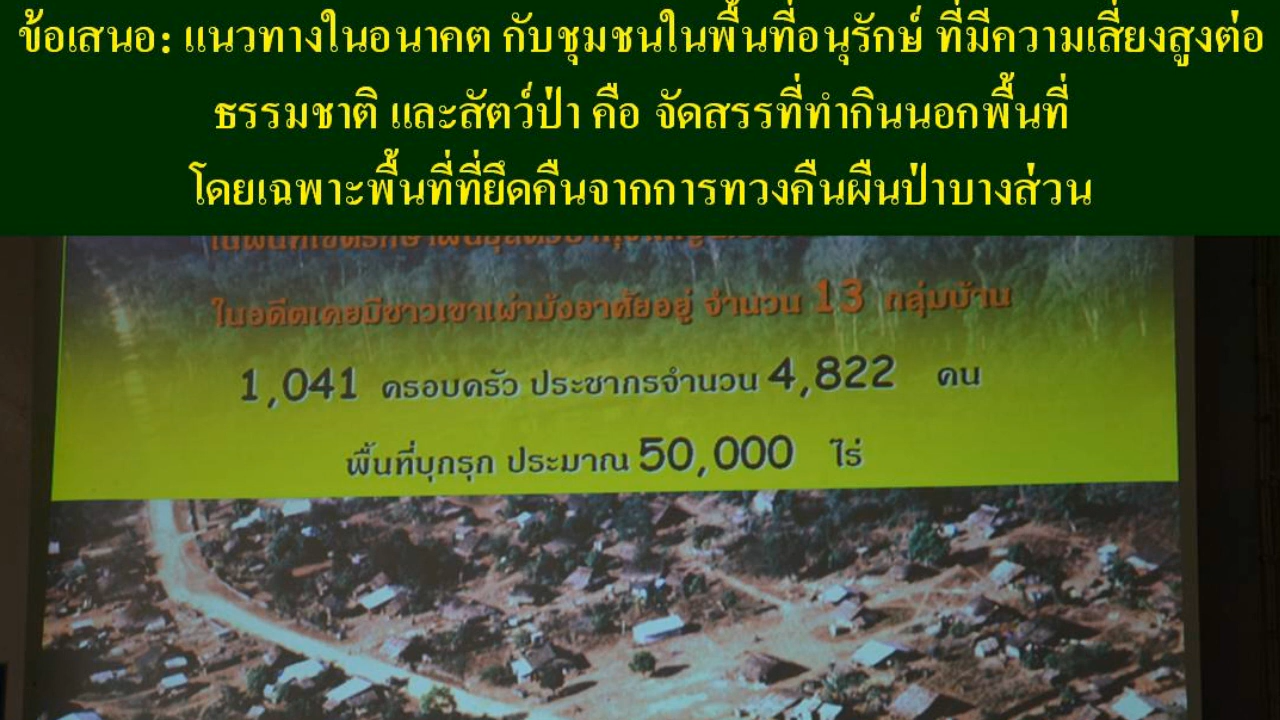 ข้อเสนอ: แนวทางในอนาคต กับชุมชนในพื้นที่อนุรักษ์ ที่มีความเสี่ยงสูงต่อ
ธรรมชาติ และสัตว์ป่า คือ จัดสรรที่ทำกินนอกพื้นที่
โดยเฉพาะพื้นที่ที่ยึดคืนจากการทวงคืนผืนป่าบางส่วน
ในอดีตเคยมีชาวเขาเผ่าม้งอาศัยอยู่ จำนวน 13 กลุ่มบ้าน
1,041 ครอบครัว ประชากรจำนวน 4,822 คน
พื้นที่บุกรุก ประมาณ 50,000 ไร่